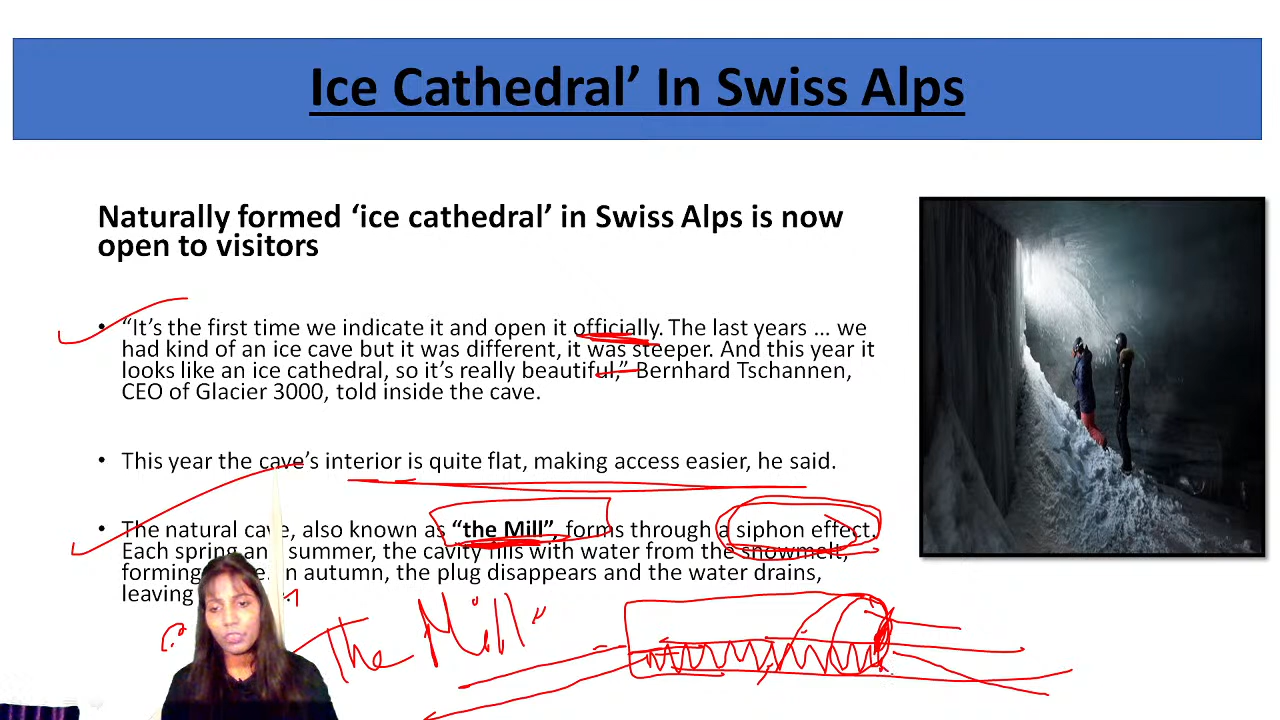 Ice Cathedral’ In Swiss Alps
Naturally formed ‘ice cathedral’ in Swiss Alps is now
open to visitors
• “It’s the first time we indicate it and open it officially. The last years … we
had kind of an ice cave but it was different, it was steeper. And this year it
looks like an ice cathedral, so it’s really beautiful,” Bernhard Tschannen,
CEO of Glacier 3000, told inside the cave.
• This year the cave’s interior is quite flat, making access easier, he said.
• The natural cave, also known as “the Mill”, forms through a siphon effect.
Each spring an summer, the cavity fills with water from the snowmelt,
forming autumn, the plug disappears and the water drains,
leaving
The Mill"